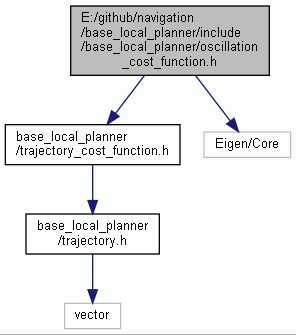 E:/github/navigation
/base_local_planner/include
/base_local_planner/oscillation
_cost_function.h
base_local_planner
/trajectory_cost_function.h
Eigen/Core
base_local_planner
/trajectory.h
vector